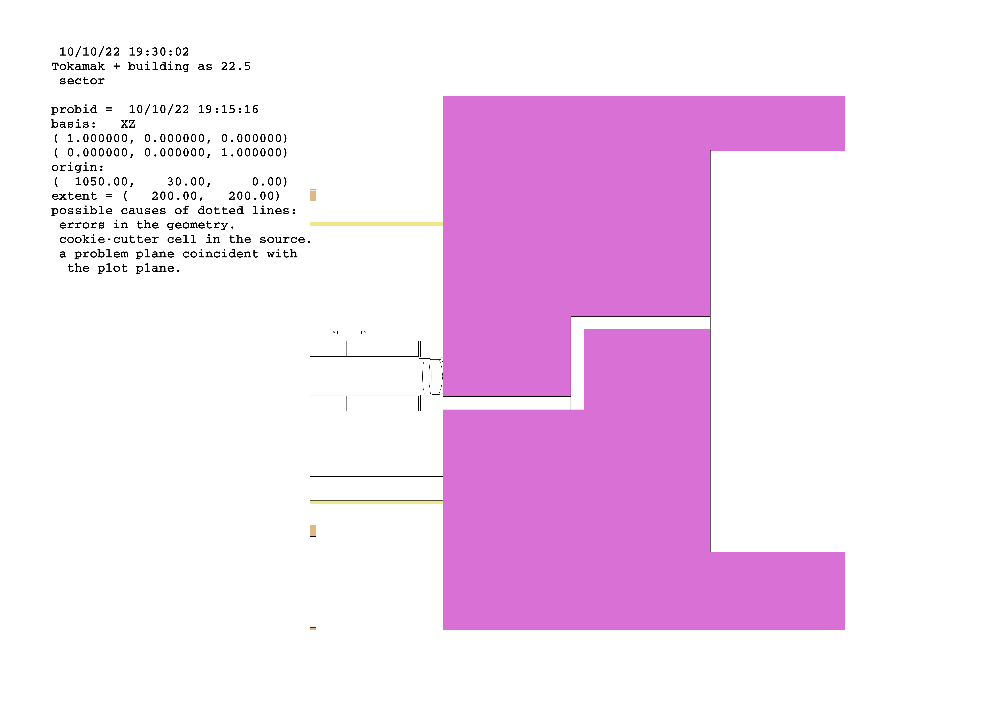 10/10/22 19:30:02
Tokamak + building as 22.5
sector
probid =  10/10/22 19:15:16
basis:   XZ
( 1.000000, 0.000000, 0.000000)
( 0.000000, 0.000000, 1.000000)
origin:
(  1050.00,    30.00,     0.00)
extent = (   200.00,   200.00)
possible causes of dotted lines:
errors in the geometry.
cookie-cutter cell in the source.
a problem plane coincident with
the plot plane.